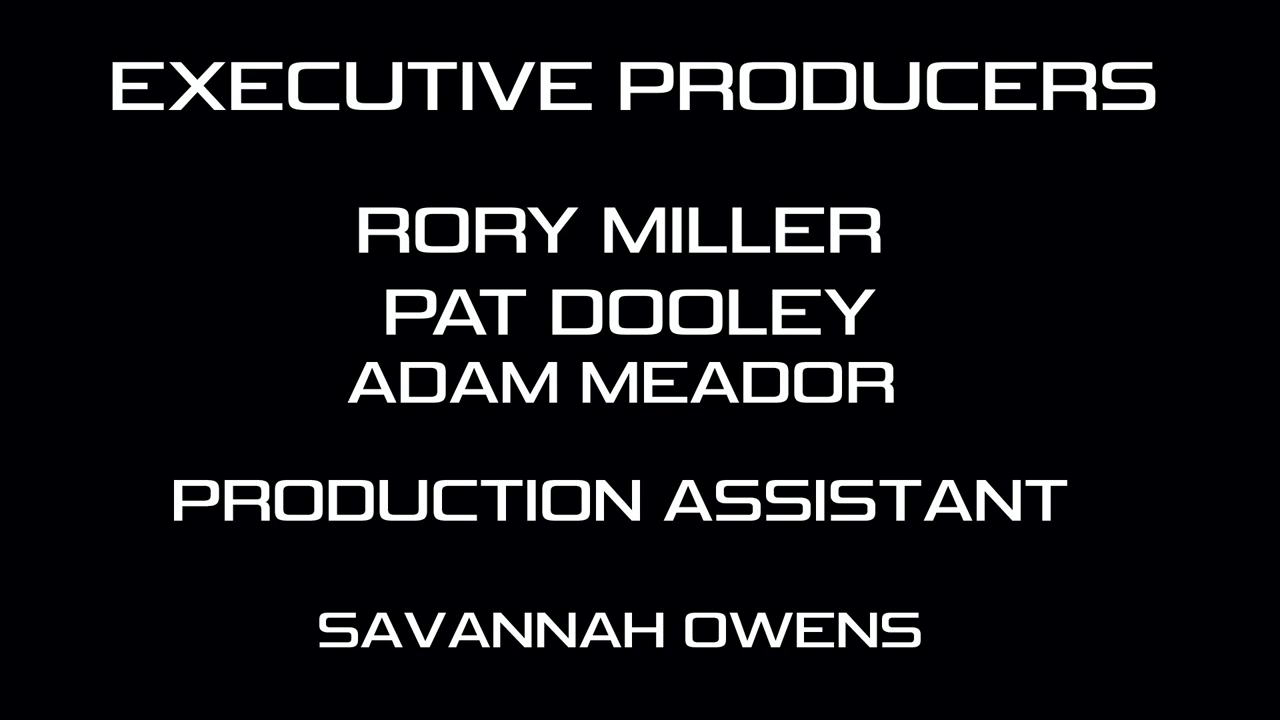 EXECUTIVE PRODUCERS
RORY MILLER
PAT DOOLEY
ADAM MEADOR
PRODUCTION ASSISTANT
SAVANNAH OWENS